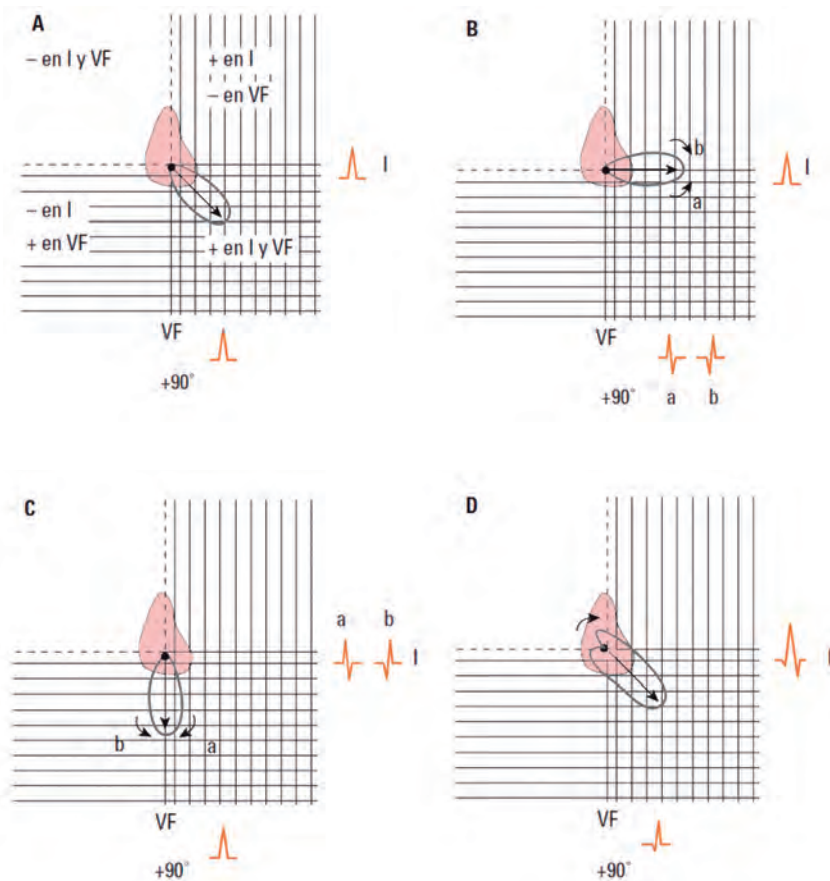 A
– en I y VF
+ en I
– en VF
I
– en I
+ en VF
+ en I y VF
VF
+90°
B
b
I
a
VF
+90°
a
b
C
a
b
I
b
a
VF
+90°
D
I
VF
+90°